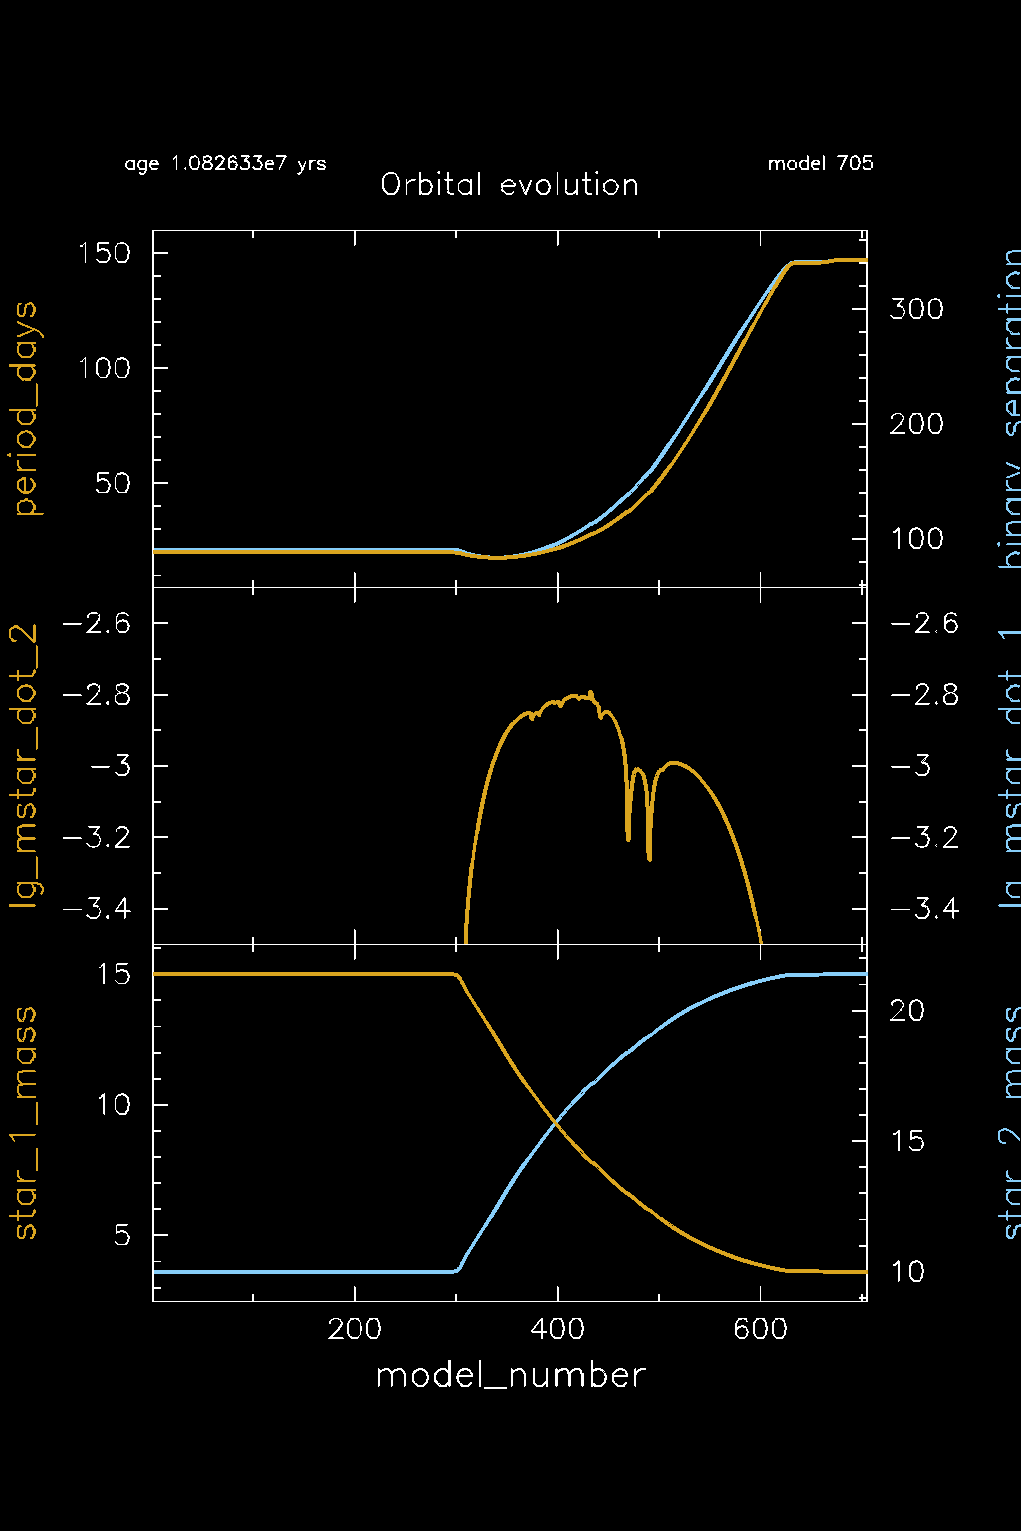 age 1.082633e7 yrs
model 705
Orbital evolution
period_days
150
100
50
300
200
100
binary_separation
lg_mstar_dot_2
−2.6
−2.8
−3
−3.2
−3.4
−2.6
−2.8
−3
−3.2
−3.4
lg_mstar_dot_1
star_1_mass
15
10
5
20
15
10
star_2_mass
200 400 600
model_number